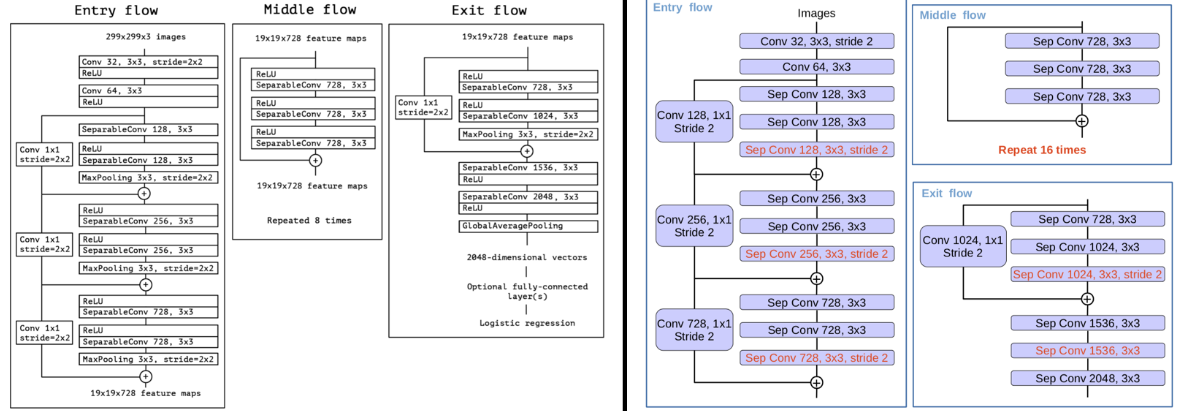 Entry flow
299x299x3 images
Conv 32, 3x3, stride=2x2
ReLU
Conv 64, 3x3
ReLU
Conv 1x1
stride=2x2
SeparableConv 128, 3x3
ReLU
SeparableConv 128, 3x3
MaxPooling 3x3, stride=2x2
+
Conv 1x1
stride=2x2
ReLU
SeparableConv 256, 3x3
ReLU
SeparableConv 256, 3x3
MaxPooling 3x3, stride=2x2
+
Conv 1x1
stride=2x2
ReLU
SeparableConv 728, 3x3
ReLU
SeparableConv 728, 3x3
MaxPooling 3x3, stride=2x2
+
19x19x728 feature maps
Middle flow
19x19x728 feature maps
ReLU
SeparableConv 728, 3x3
ReLU
SeparableConv 728, 3x3
ReLU
SeparableConv 728, 3x3
+
19x19x728 feature maps
Repeated 8 times
Exit flow
19x19x728 feature maps
Conv 1x1
stride=2x2
ReLU
SeparableConv 728, 3x3
ReLU
SeparableConv 1024, 3x3
MaxPooling 3x3, stride=2x2
+
SeparableConv 1536, 3x3
ReLU
SeparableConv 2048, 3x3
ReLU
GlobalAveragePooling
2048-dimensional vectors
Optional fully-connected
layer(s)
Logistic regression
Entry flow
Images
Conv 32, 3x3, stride 2
Conv 64, 3x3
Conv 128, 1x1
Stride 2
Sep Conv 128, 3x3
Sep Conv 128, 3x3
Sep Conv 128, 3x3, stride 2
+
Conv 256, 1x1
Stride 2
Sep Conv 256, 3x3
Sep Conv 256, 3x3
Sep Conv 256, 3x3, stride 2
+
Conv 728, 1x1
Stride 2
Sep Conv 728, 3x3
Sep Conv 728, 3x3
Sep Conv 728, 3x3, stride 2
+
Middle flow
Sep Conv 728, 3x3
Sep Conv 728, 3x3
Sep Conv 728, 3x3
+
Repeat 16 times
Exit flow
Conv 1024, 1x1
Stride 2
Sep Conv 728, 3x3
Sep Conv 1024, 3x3
Sep Conv 1024, 3x3, stride 2
+
Sep Conv 1536, 3x3
Sep Conv 1536, 3x3
Sep Conv 2048, 3x3